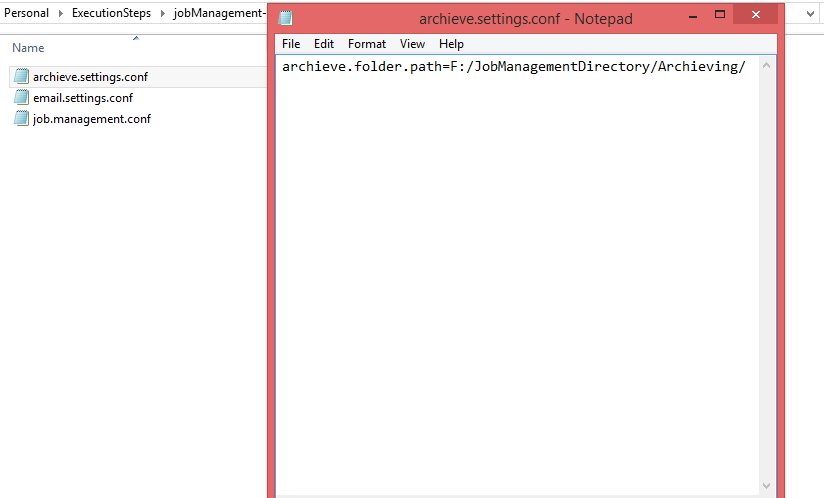 Personal ExecutionSteps jobManagement-
Name
archieve.settings.conf
email.settings.conf
job.management.conf
archieve.settings.conf - Notepad
File Edit Format View Help
archieve.folder.path=F:/JobManagementDirectory/Archieving/